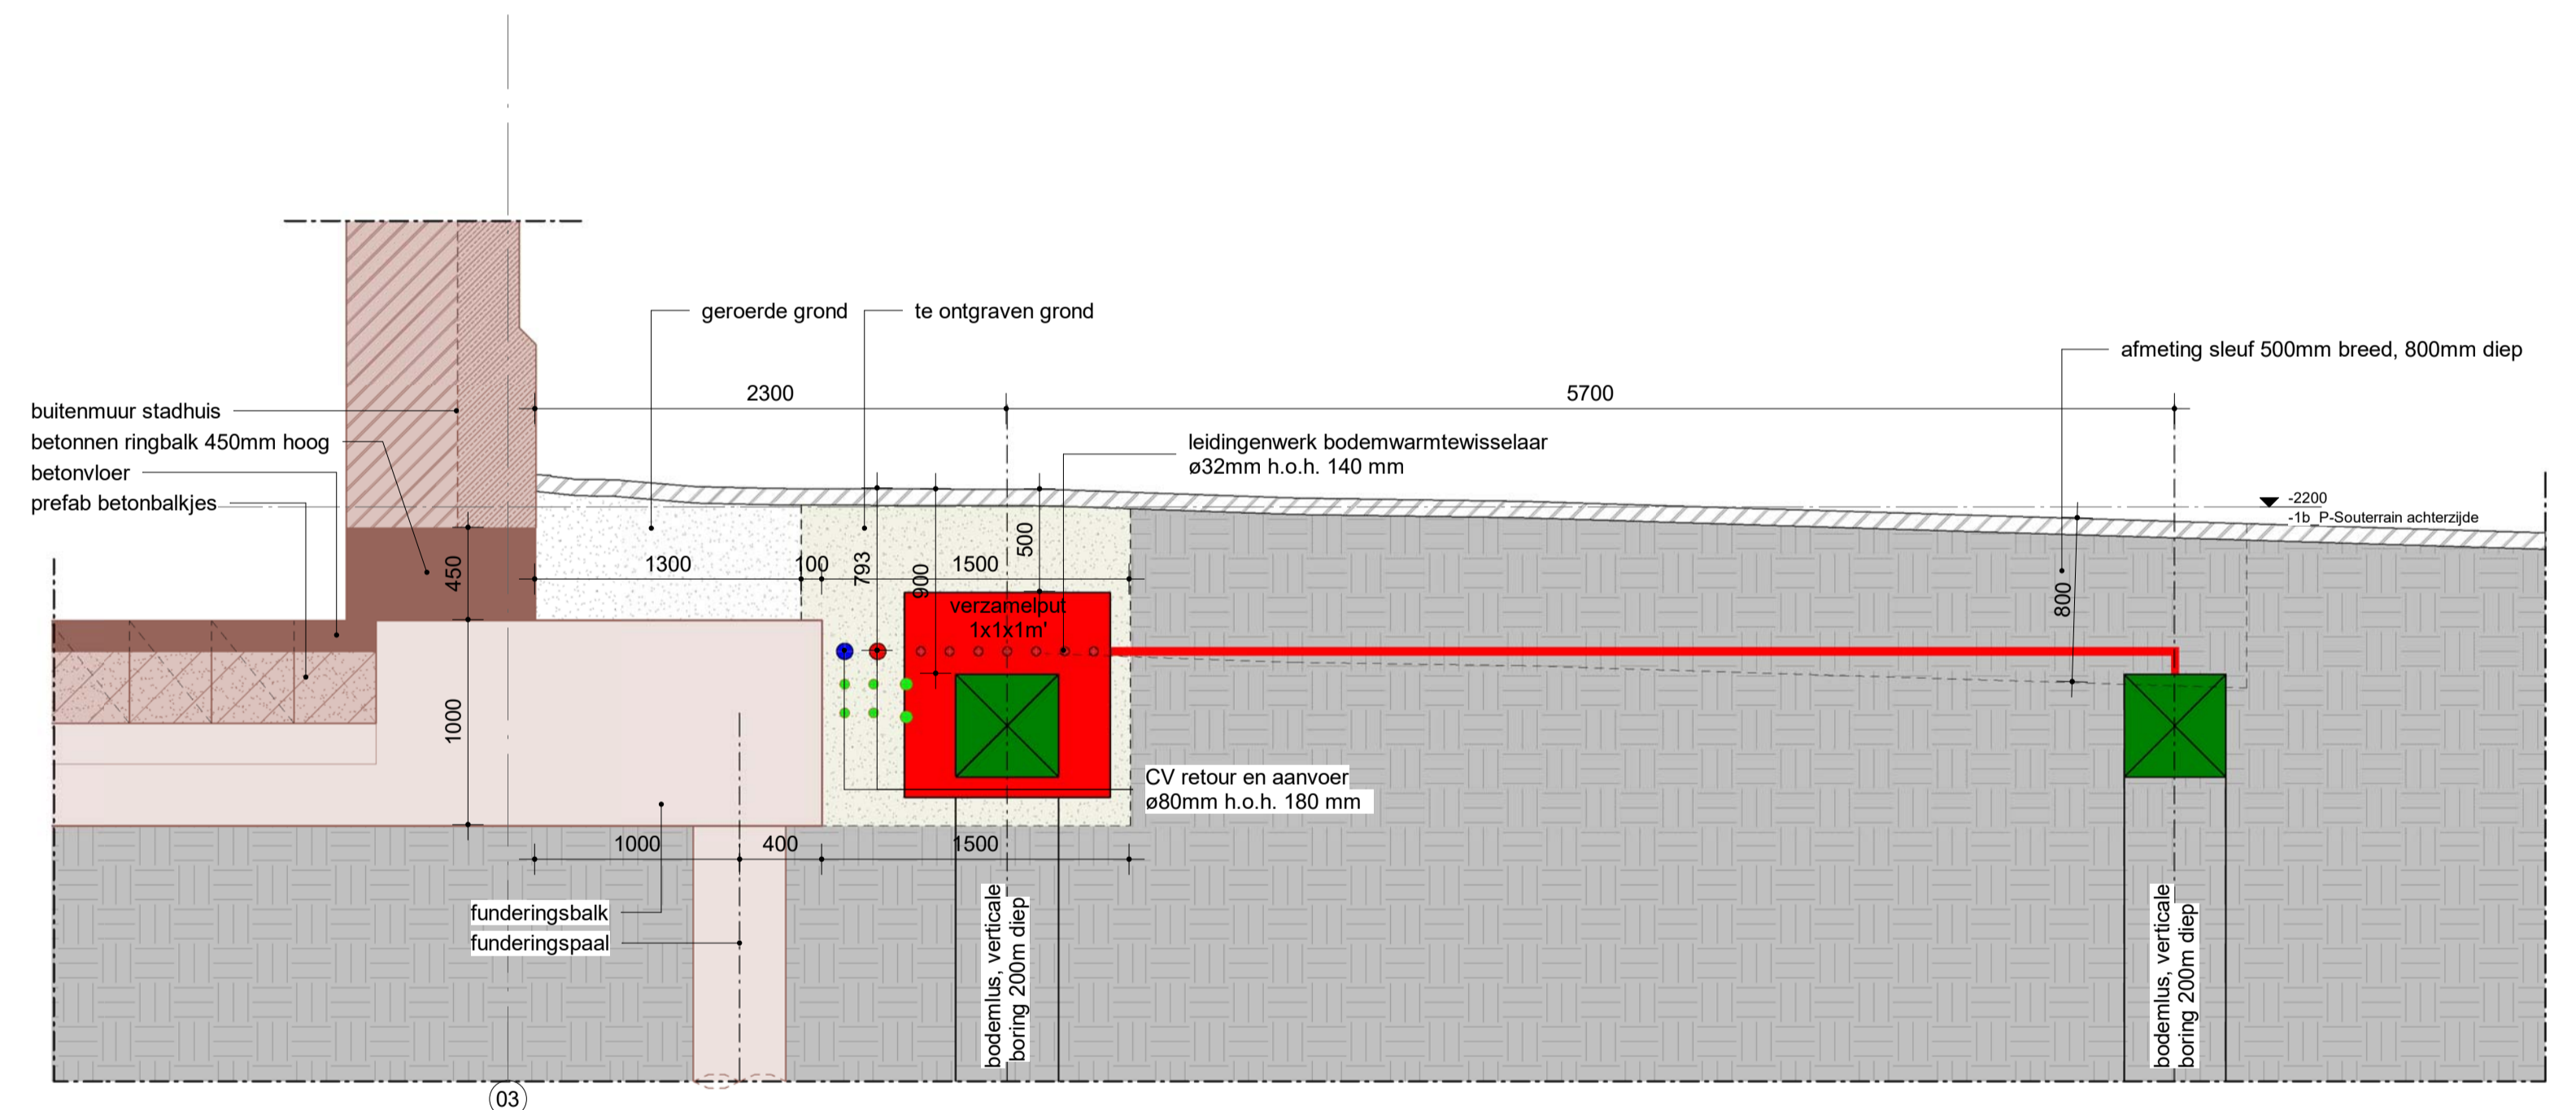 geroerde grond
te ontgraven grond
afmeting sleuf 500mm breed, 800mm diep
2300
5700
buitenmuur stadhuis
betonnen ringbalk 450mm hoog
betonvloer
prefab betonbalkjes
leidingenwerk bodemwarmtewisselaar
ø32mm h.o.h. 140 mm
-2200
-1b_P-Souterrain achterzijde
450
1300
100
793
900
500
1500
800
verzamelput
1x1x1m'
1000
CV retour en aanvoer
ø80mm h.o.h. 180 mm
1000
400
1500
funderingsbalk
funderingspaal
bodemlus, verticale
boring 200m diep
bodemlus, verticale
boring 200m diep
03